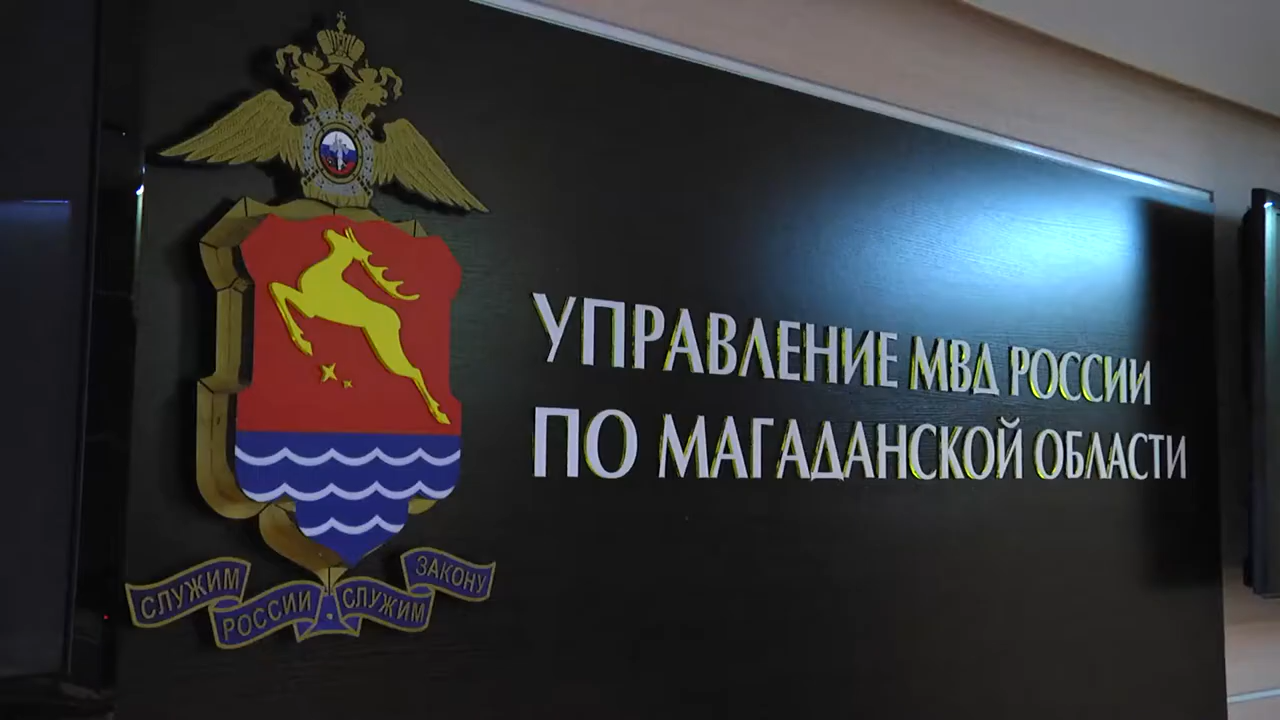 УПРАВЛЕНИЕ МВД РОССИИ
ПО МАГАДАНСКОЙ ОБЛАСТИ
СЛУЖИМ РОССИИ СЛУЖИМ ЗАКОНУ